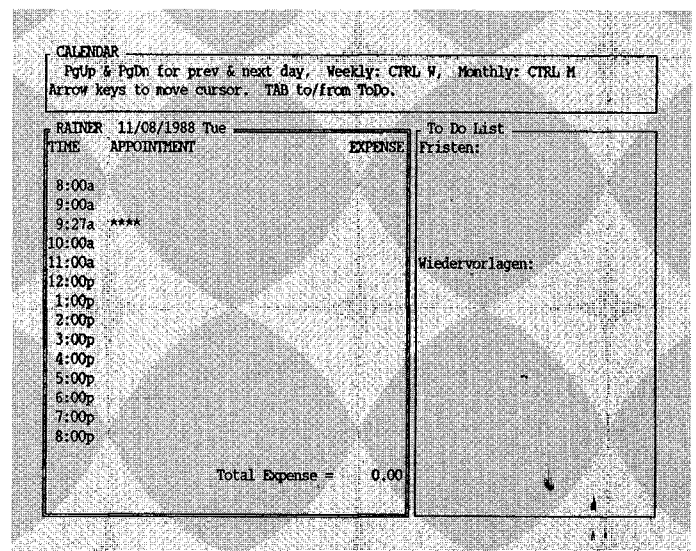 CALENDAR
PgUp & PgDn for prev & next day, Weekly: CTRL W, Monthly: CTRL M
Arrow keys to move cursor. TAB to/from ToDo.
RAINER 11/08/1988 Tue
TIME APPOINTMENT EXPENSE
8:00a
9:00a
9:27a ****
10:00a
11:00a
12:00p
1:00p
2:00p
3:00p
4:00p
5:00p
6:00p
7:00p
8:00p
Total Expense = 0.00
To Do List
Fristen:
Wiedervorlagen: